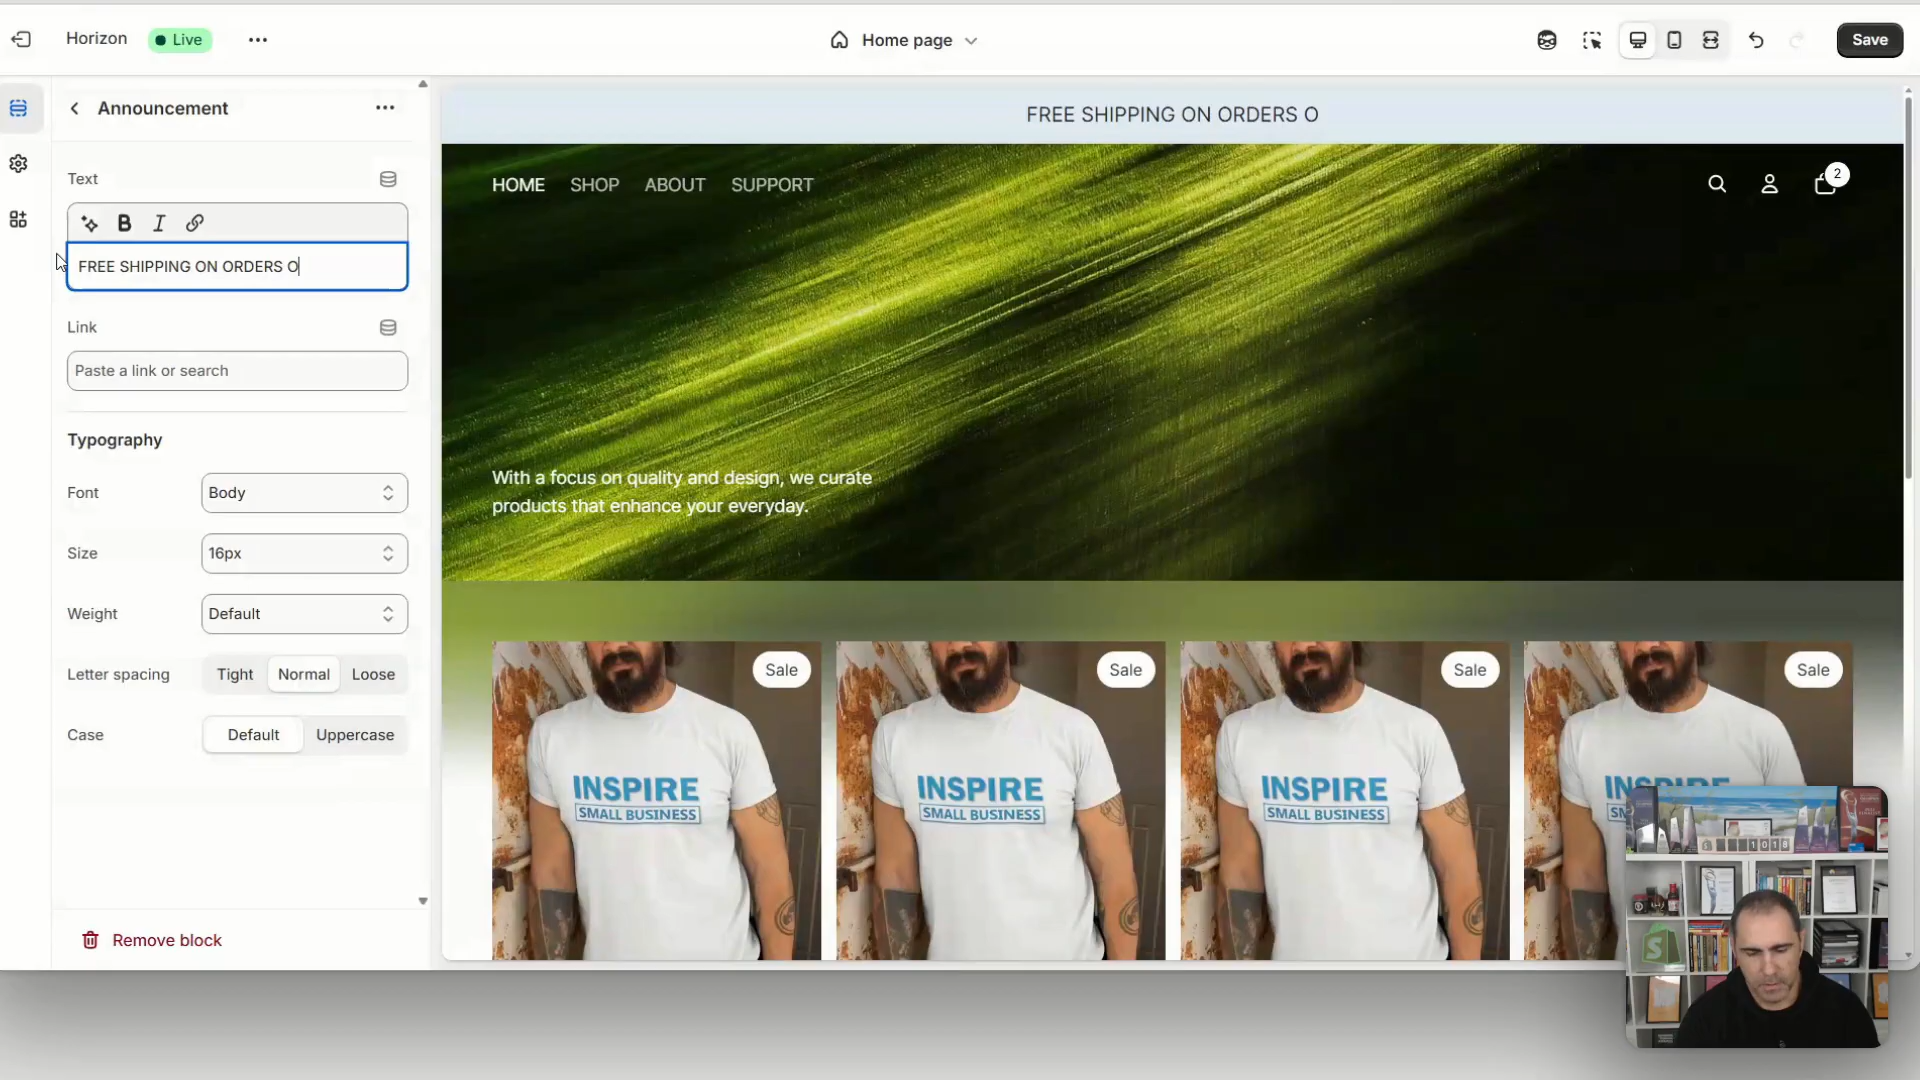 Horizon
Live
Home page
Save
Announcement
Text
FREE SHIPPING ON ORDERS O
Link
Paste a link or search
Typography
Font
Body
Size
16px
Weight
Default
Letter spacing
Tight
Normal
Loose
Case
Default
Uppercase
Remove block
FREE SHIPPING ON ORDERS O
HOME
SHOP
ABOUT
SUPPORT
2
With a focus on quality and design, we curate
products that enhance your everyday.
Sale
Sale
Sale
Sale
INSPIRE
SMALL BUSINESS
INSPIRE
SMALL BUSINESS
INSPIRE
SMALL BUSINESS
INSPIRE